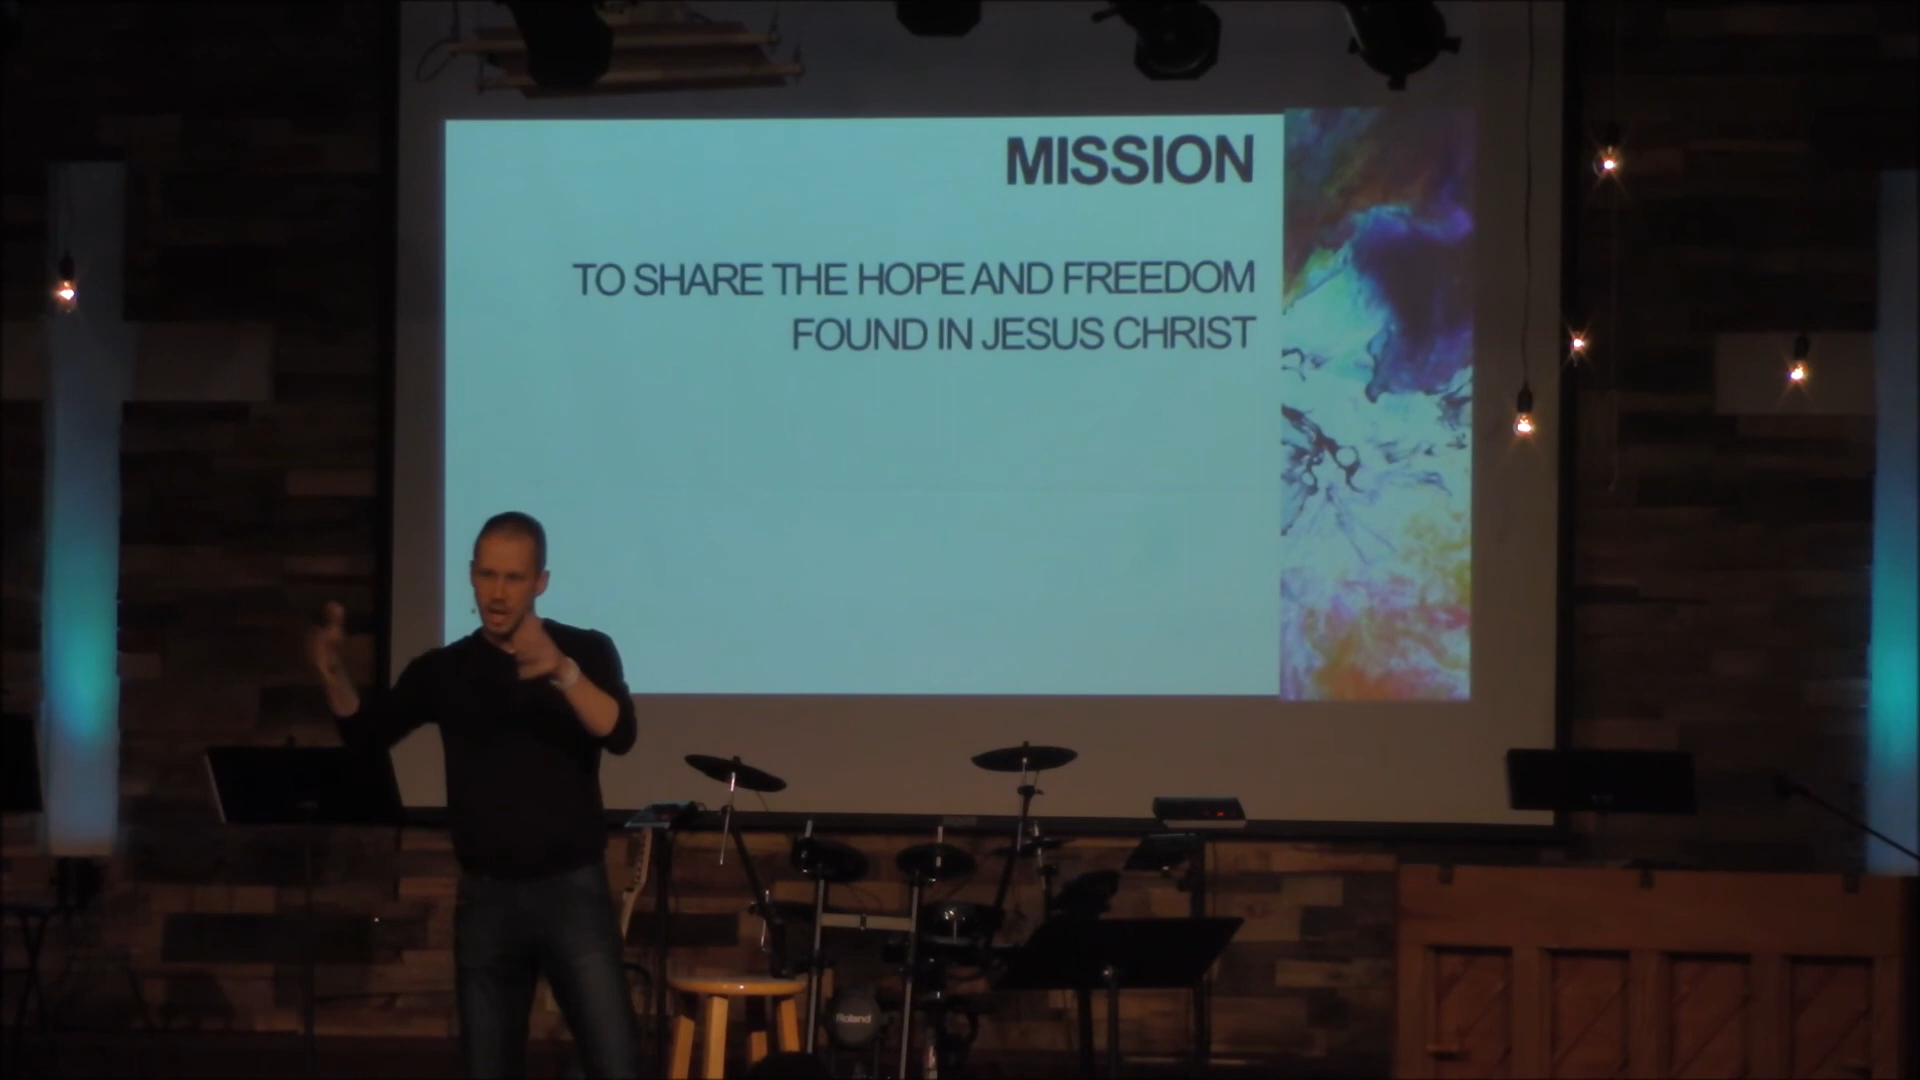 MISSION
TO SHARE THE HOPE AND FREEDOM
FOUND IN JESUS CHRIST
Roland